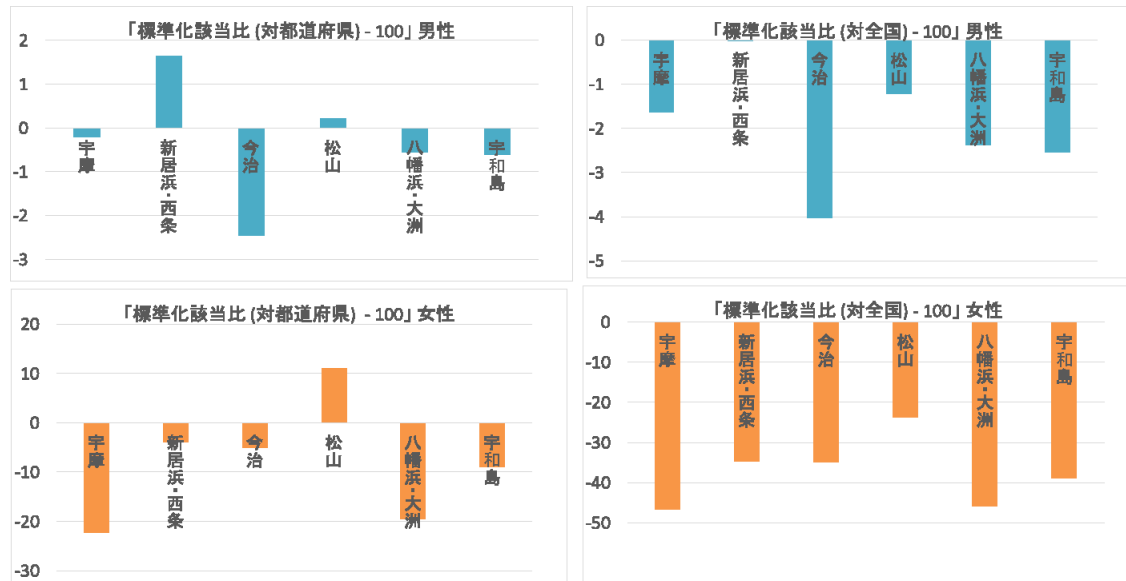 「標準化該当比 (対都道府県) - 100」 男性
2
1
0
-1
-2
-3
宇摩
新居浜・西条
今治
松山
八幡浜・大洲
宇和島
「標準化該当比 (対全国) - 100」 男性
0
-1
-2
-3
-4
-5
宇摩
新居浜・西条
今治
松山
八幡浜・大洲
宇和島
「標準化該当比 (対都道府県) - 100」 女性
20
10
0
-10
-20
-30
宇摩
新居浜・西条
今治
松山
八幡浜・大洲
宇和島
「標準化該当比 (対全国) - 100」 女性
0
-10
-20
-30
-40
-50
宇摩
新居浜・西条
今治
松山
八幡浜・大洲
宇和島